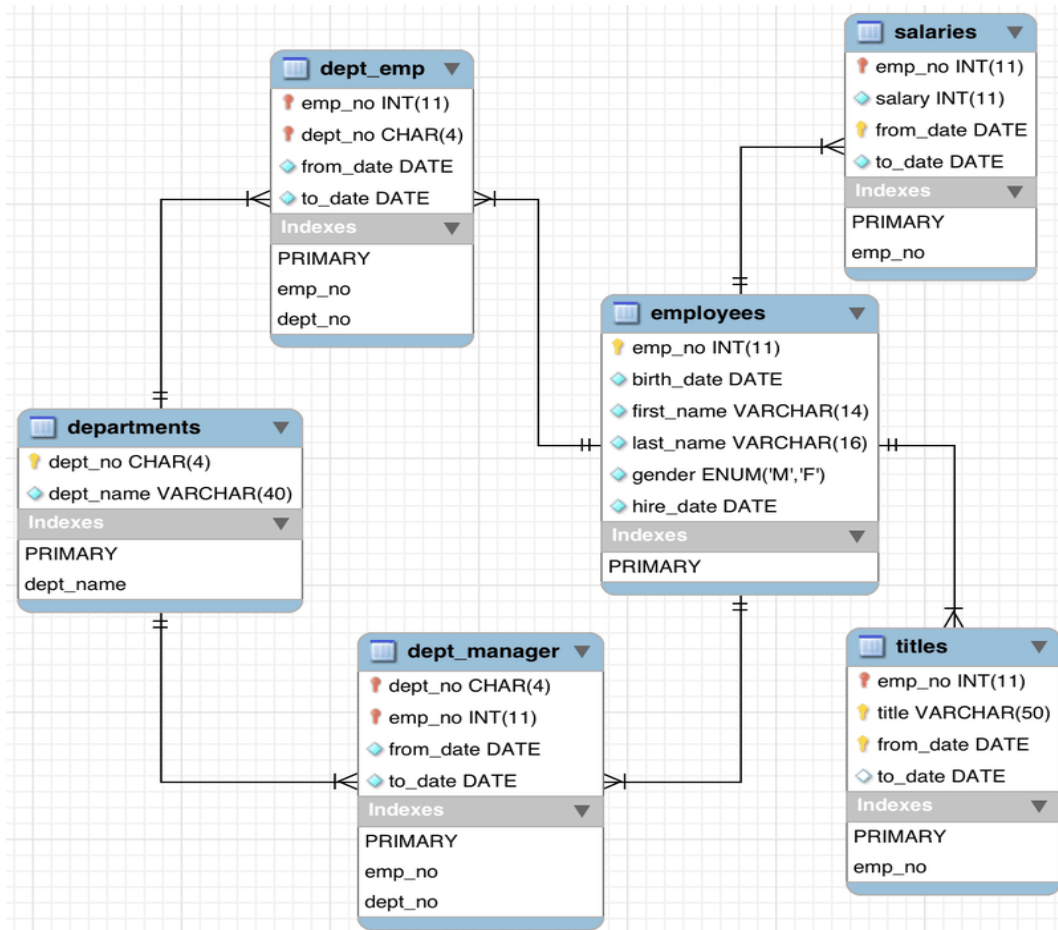 dept_emp
emp_no INT(11)
dept_no CHAR(4)
from_date DATE
to_date DATE
Indexes
PRIMARY
emp_no
dept_no
salaries
emp_no INT(11)
salary INT(11)
from_date DATE
to_date DATE
Indexes
PRIMARY
emp_no
departments
dept_no CHAR(4)
dept_name VARCHAR(40)
Indexes
PRIMARY
dept_name
employees
emp_no INT(11)
birth_date DATE
first_name VARCHAR(14)
last_name VARCHAR(16)
gender ENUM('M','F')
hire_date DATE
Indexes
PRIMARY
dept_manager
dept_no CHAR(4)
emp_no INT(11)
from_date DATE
to_date DATE
Indexes
PRIMARY
emp_no
dept_no
titles
emp_no INT(11)
title VARCHAR(50)
from_date DATE
to_date DATE
Indexes
PRIMARY
emp_no